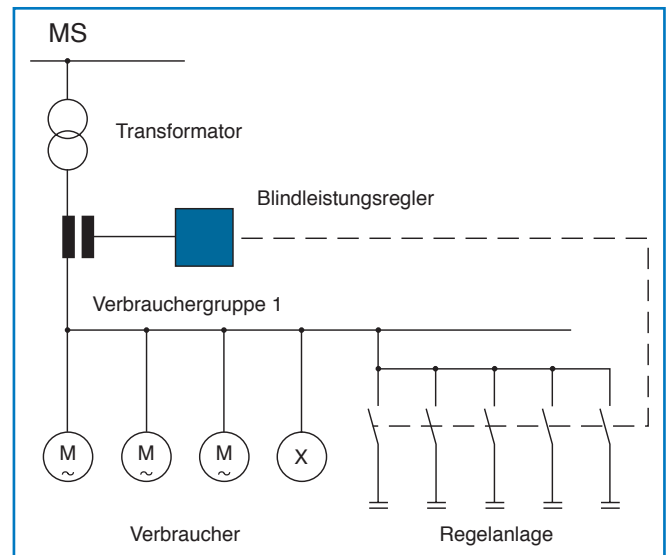 MS
Transformator
Blindleistungsregler
Verbrauchergruppe 1
M
~
M
~
M
~
X
Verbraucher
Regelanlage